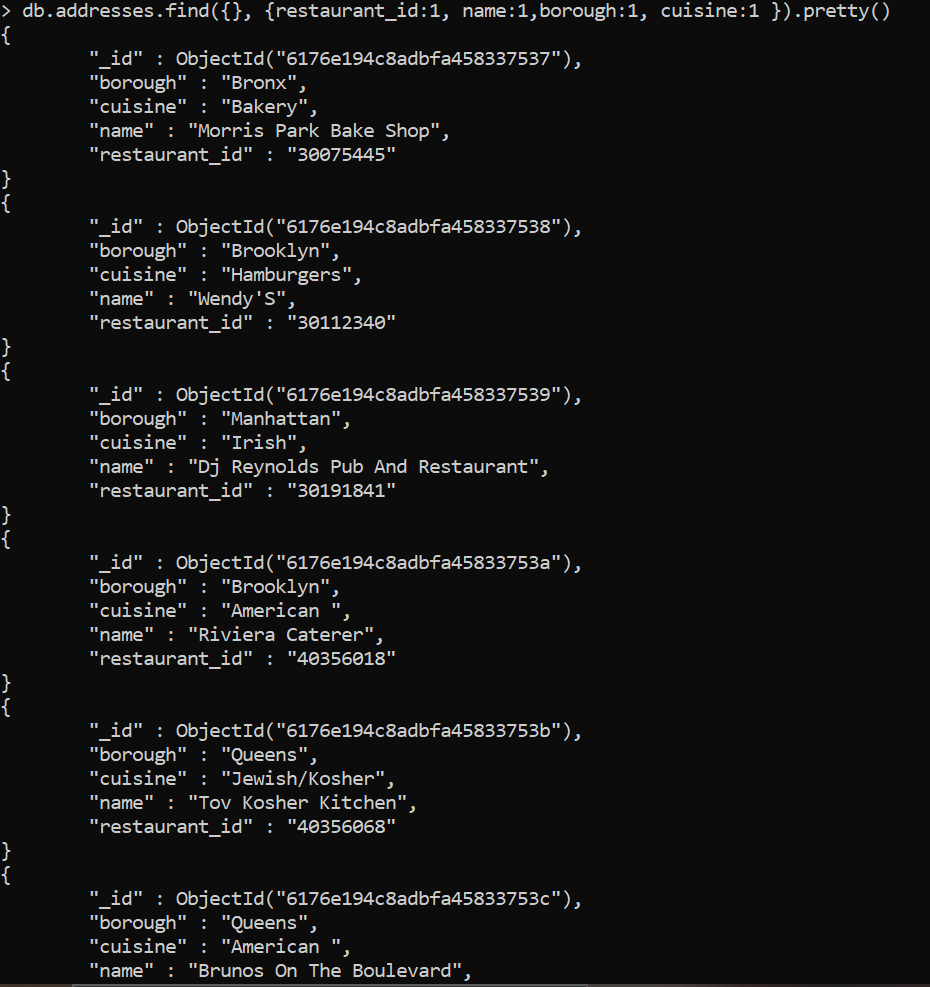 > db.addresses.find({}, {restaurant_id:1, name:1,borough:1, cuisine:1 }).pretty()
{
        "_id" : ObjectId("6176e194c8adbfa458337537"),
        "borough" : "Bronx",
        "cuisine" : "Bakery",
        "name" : "Morris Park Bake Shop",
        "restaurant_id" : "30075445"
}
{
        "_id" : ObjectId("6176e194c8adbfa458337538"),
        "borough" : "Brooklyn",
        "cuisine" : "Hamburgers",
        "name" : "Wendy'S",
        "restaurant_id" : "30112340"
}
{
        "_id" : ObjectId("6176e194c8adbfa458337539"),
        "borough" : "Manhattan",
        "cuisine" : "Irish",
        "name" : "Dj Reynolds Pub And Restaurant",
        "restaurant_id" : "30191841"
}
{
        "_id" : ObjectId("6176e194c8adbfa45833753a"),
        "borough" : "Brooklyn",
        "cuisine" : "American ",
        "name" : "Riviera Caterer",
        "restaurant_id" : "40356018"
}
{
        "_id" : ObjectId("6176e194c8adbfa45833753b"),
        "borough" : "Queens",
        "cuisine" : "Jewish/Kosher",
        "name" : "Tov Kosher Kitchen",
        "restaurant_id" : "40356068"
}
{
        "_id" : ObjectId("6176e194c8adbfa45833753c"),
        "borough" : "Queens",
        "cuisine" : "American ",
        "name" : "Brunos On The Boulevard",